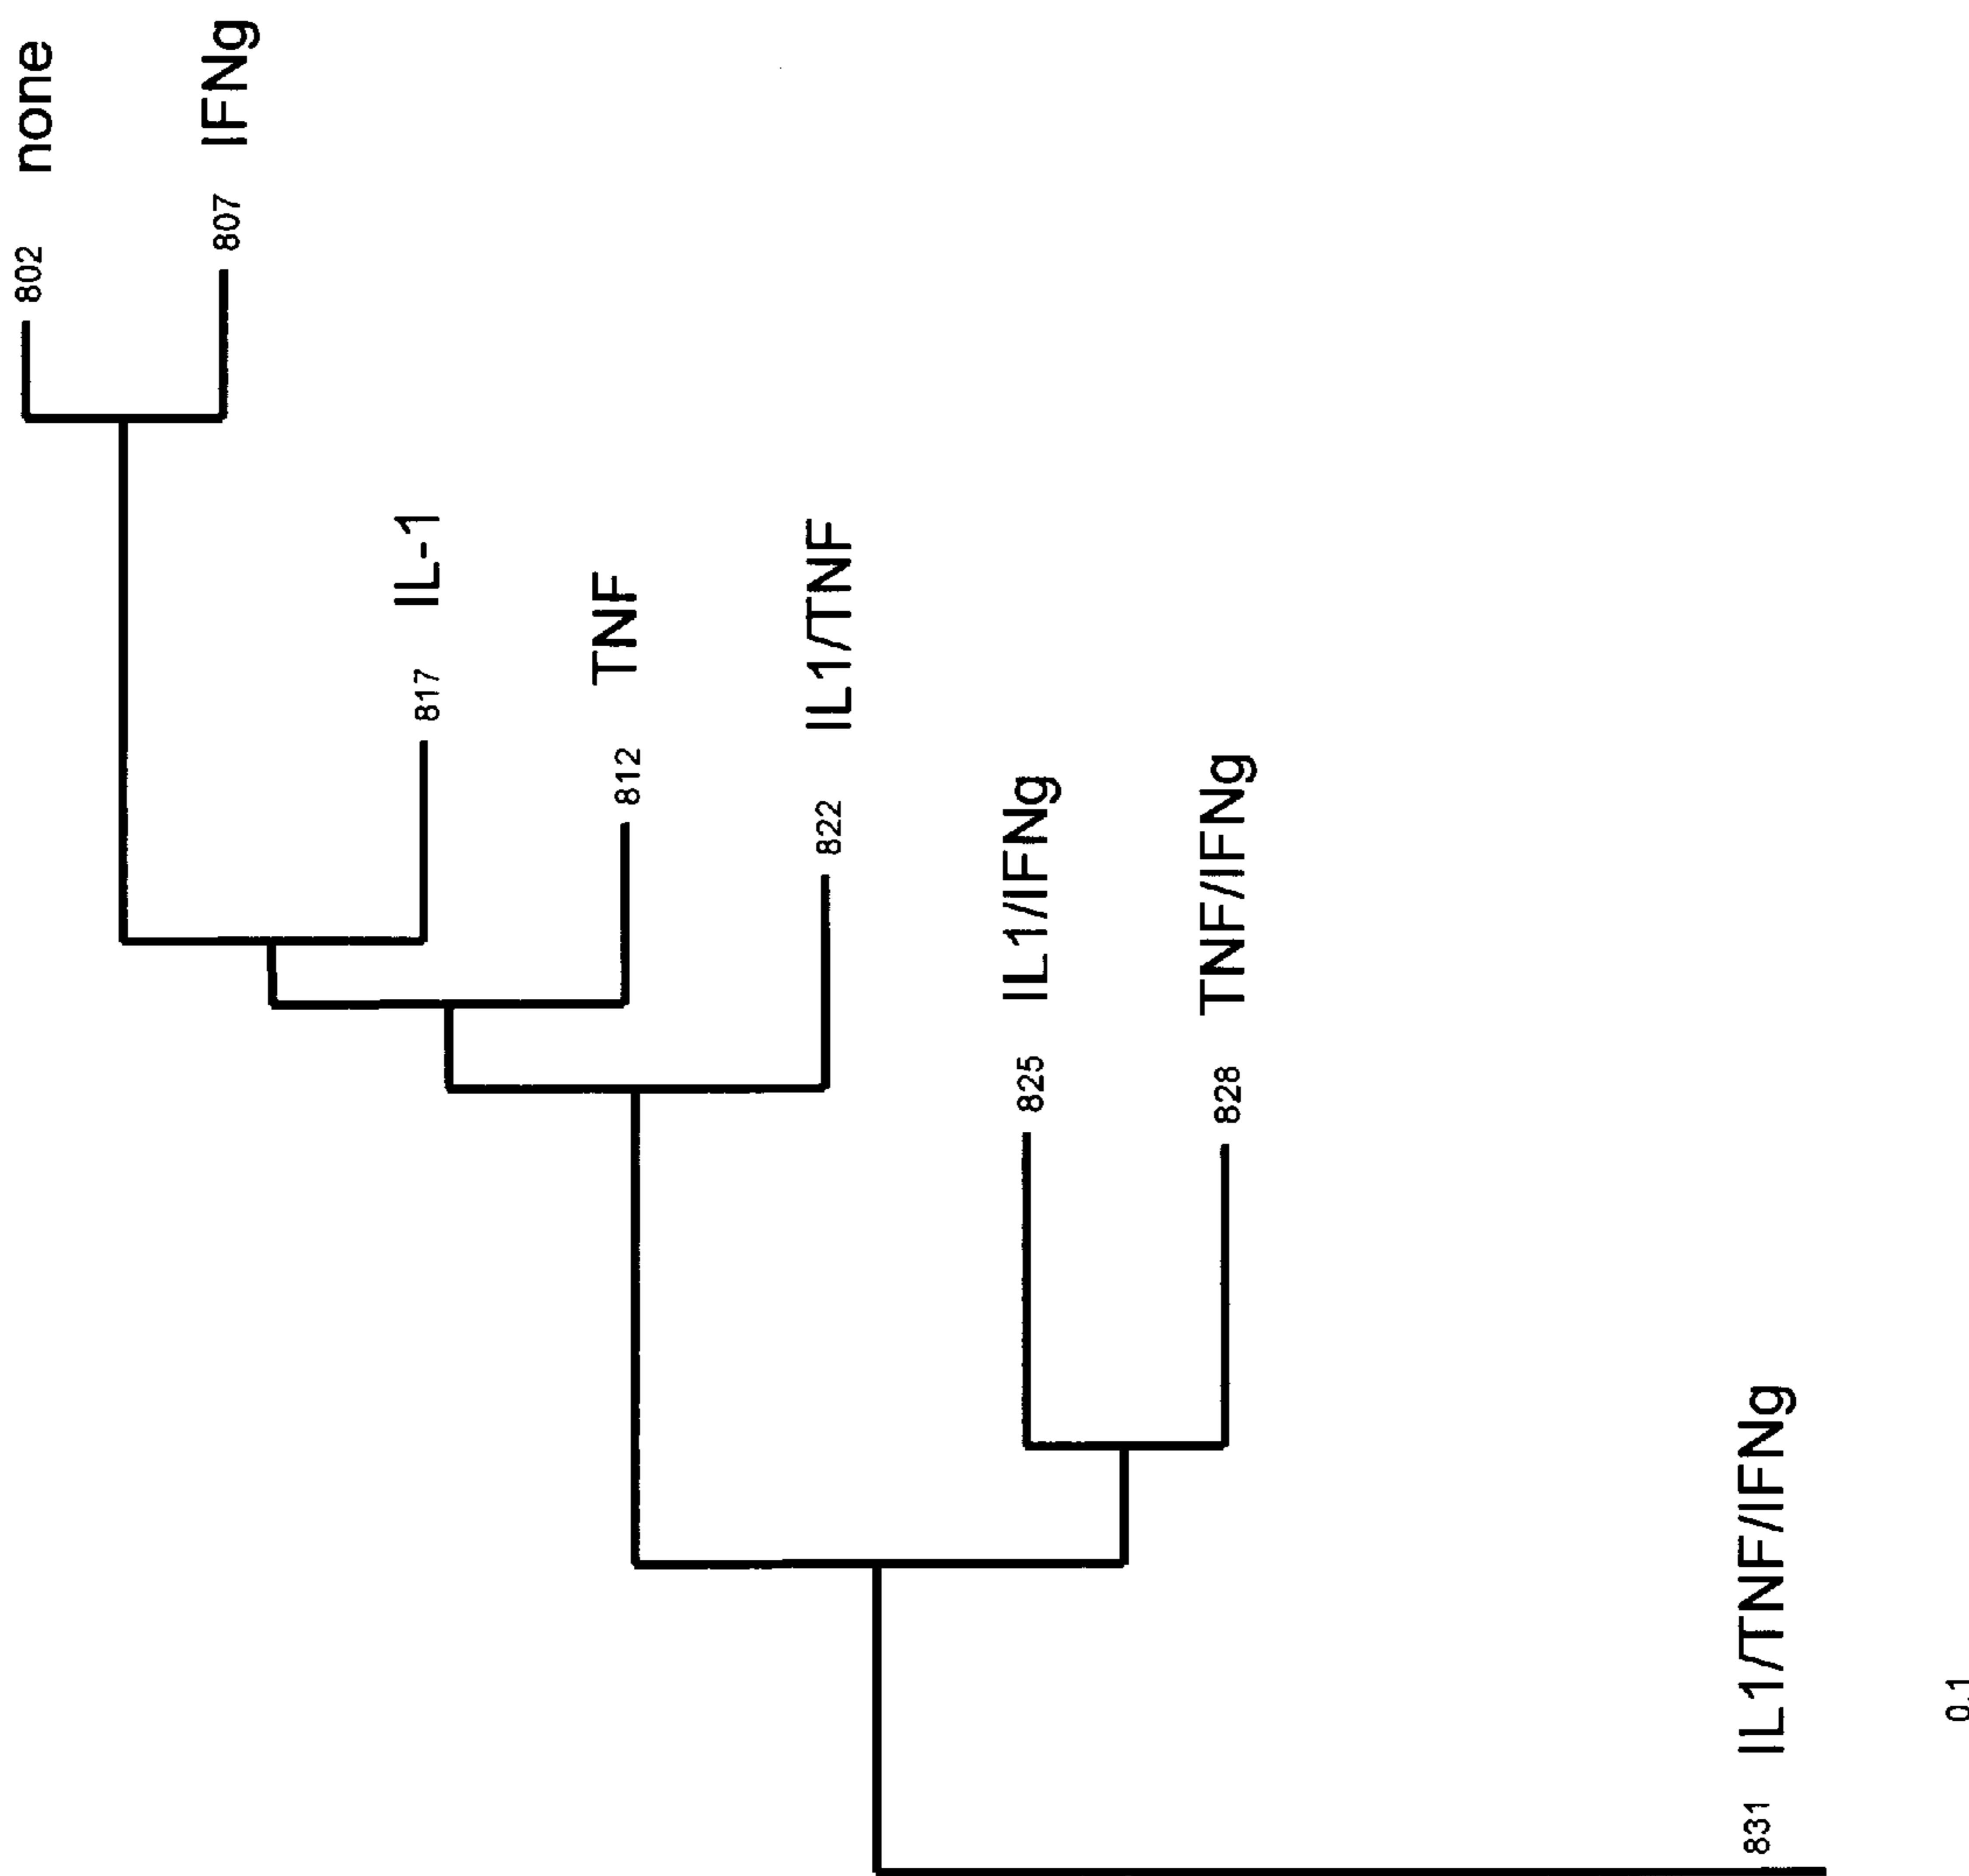 802 none
807 IFNg
817 IL-1
812 TNF
822 IL1/TNF
825 IL1/IFNg
828 TNF/IFNg
831 IL1/TNF/IFNg
0.1